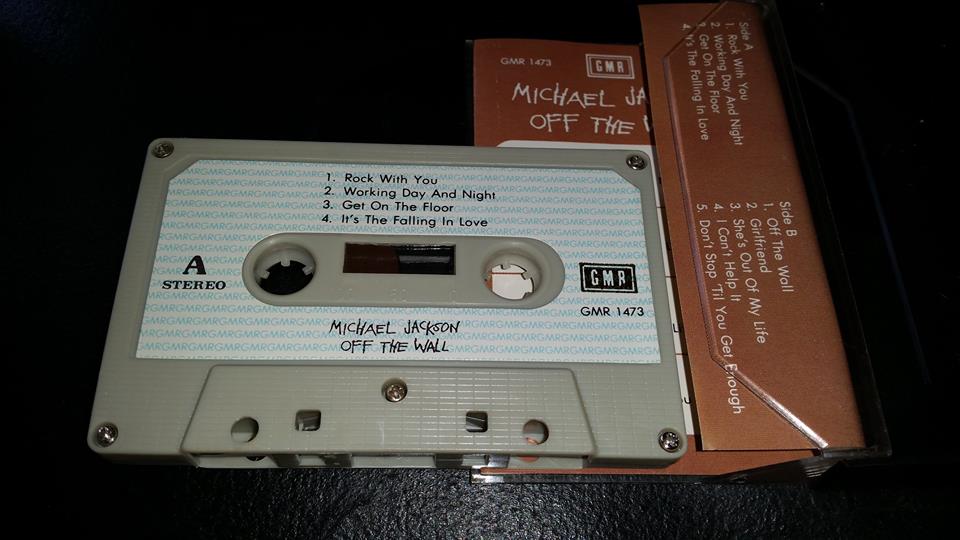 1. Rock With You
2. Working Day And Night
3. Get On The Floor
4. It's The Falling In Love
A
STEREO
GMR
GMR 1473
MICHAEL JACKSON
OFF THE WALL
GMR 1473
GMR
MICHAEL JA
OFF THE
Side A
1. Rock With You
2. Working Day And Night
3. Get On The Floor
4. It's The Falling In Love
Side B
1. Off The Wall
2. Girlfriend
3. She's Out Of My Life
4. I Can't Help It
5. Don't Stop 'Til You Get Enough